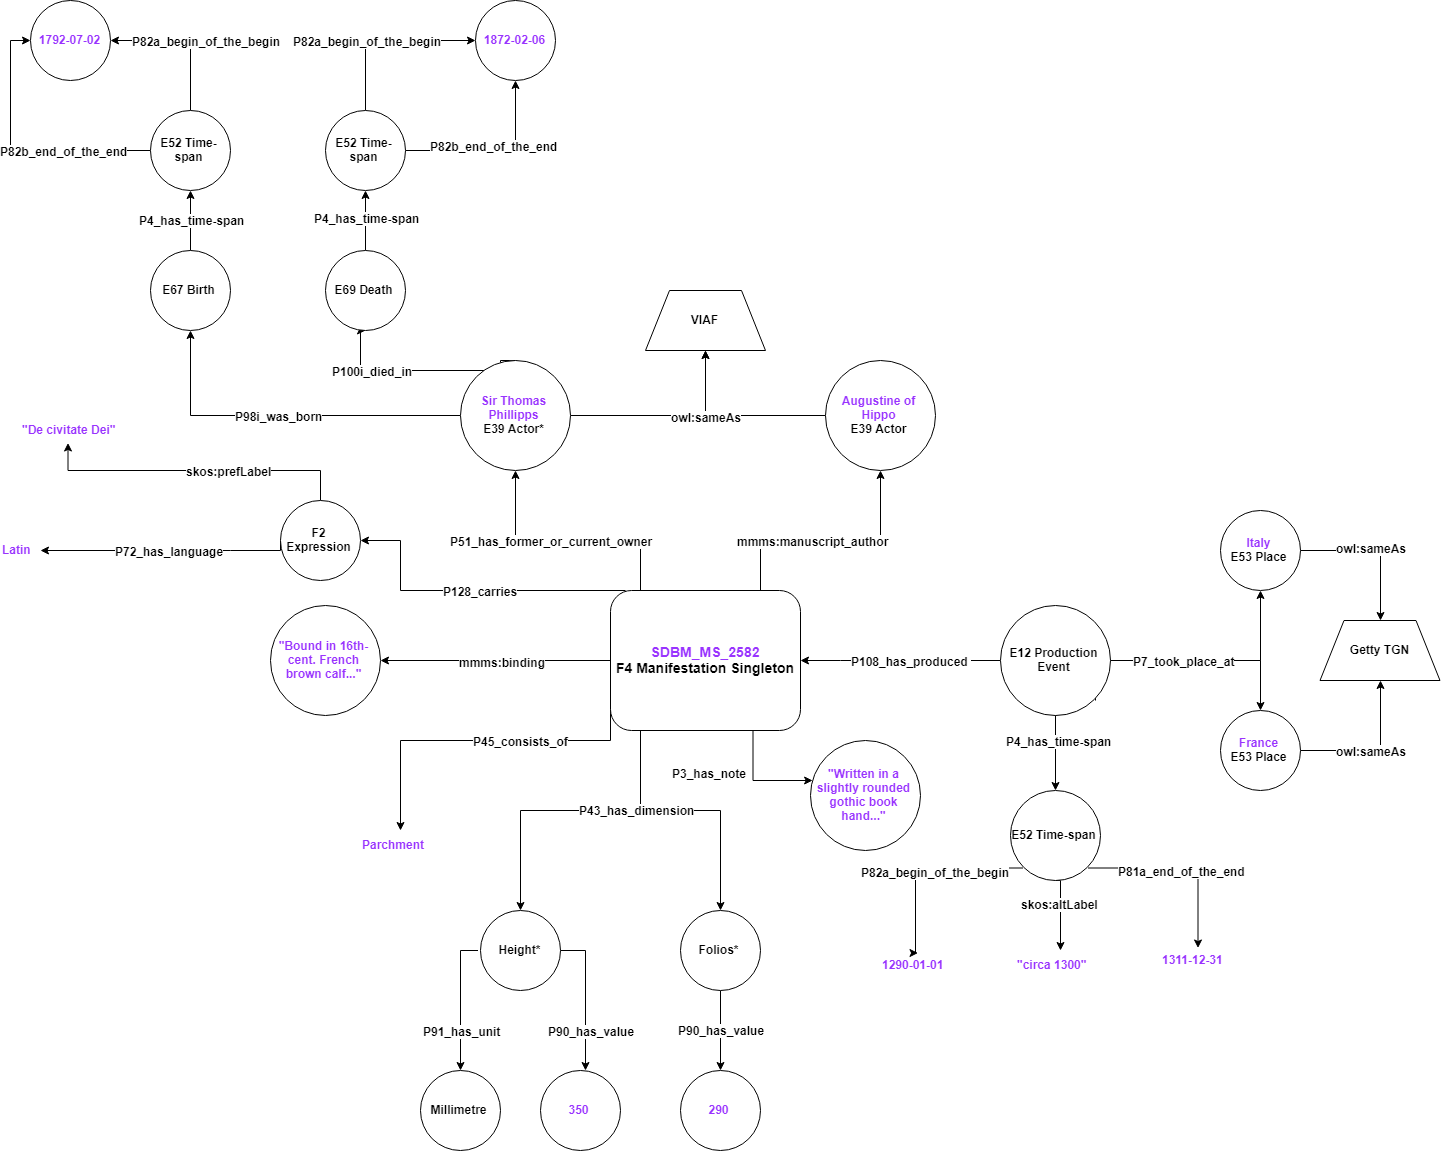 1792-07-02
P82a_begin_of_the_begin
P82a_begin_of_the_begin
1872-02-06
P82b_end_of_the_end
E52 Time-
span
E52 Time-
span
P82b_end_of_the_end
P4_has_time-span
P4_has_time-span
E67 Birth
E69 Death
VIAF
P100i_died_in
P98i_was_born
Sir Thomas
Phillipps
E39 Actor*
owl:sameAs
Augustine of
Hippo
E39 Actor
"De civitate Dei"
skos:prefLabel
F2
Expression
Latin
P72_has_language
P51_has_former_or_current_owner
mmms:manuscript_author
Italy
E53 Place
owl:sameAs
P128_carries
"Bound in 16th-
cent. French
brown calf..."
mmms:binding
SDBM_MS_2582
F4 Manifestation Singleton
P108_has_produced
E12 Production
Event
P7_took_place_at
Getty TGN
P45_consists_of
P4_has_time-span
France
E53 Place
owl:sameAs
P3_has_note
"Written in a
slightly rounded
gothic book
hand..."
P43_has_dimension
Parchment
E52 Time-span
P82a_begin_of_the_begin
P81a_end_of_the_end
skos:altLabel
1290-01-01
"circa 1300"
1311-12-31
Height*
Folios*
P91_has_unit
P90_has_value
P90_has_value
Millimetre
350
290